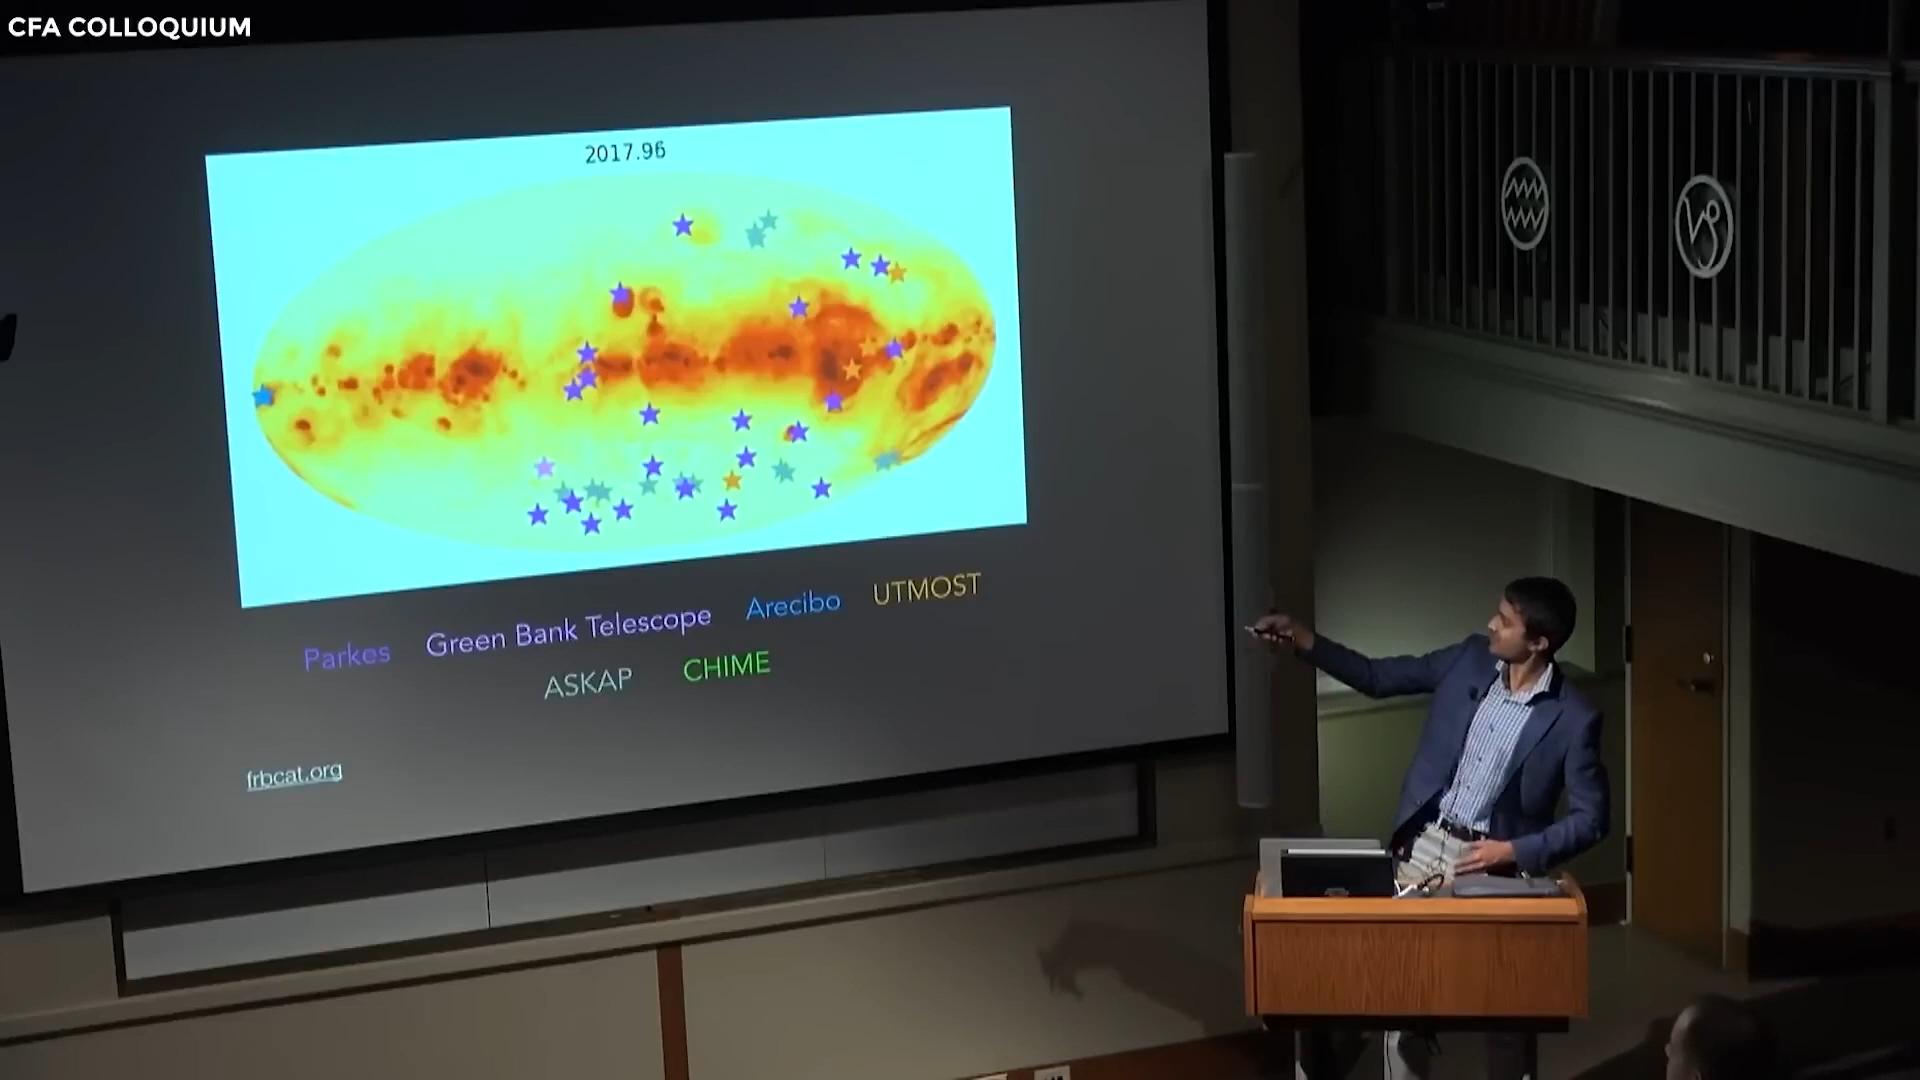 CFA COLLOQUIUM
2017.96
Parkes Green Bank Telescope Arecibo UTMOST
ASKAP CHIME
frbcat.org